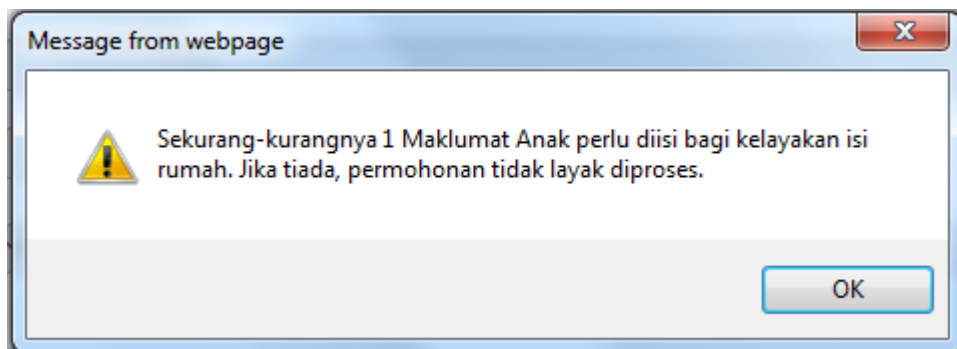 Message from webpage
Sekurang-kurangnya 1 Maklumat Anak perlu diisi bagi kelayakan isi
rumah. Jika tiada, permohonan tidak layak diproses.
OK